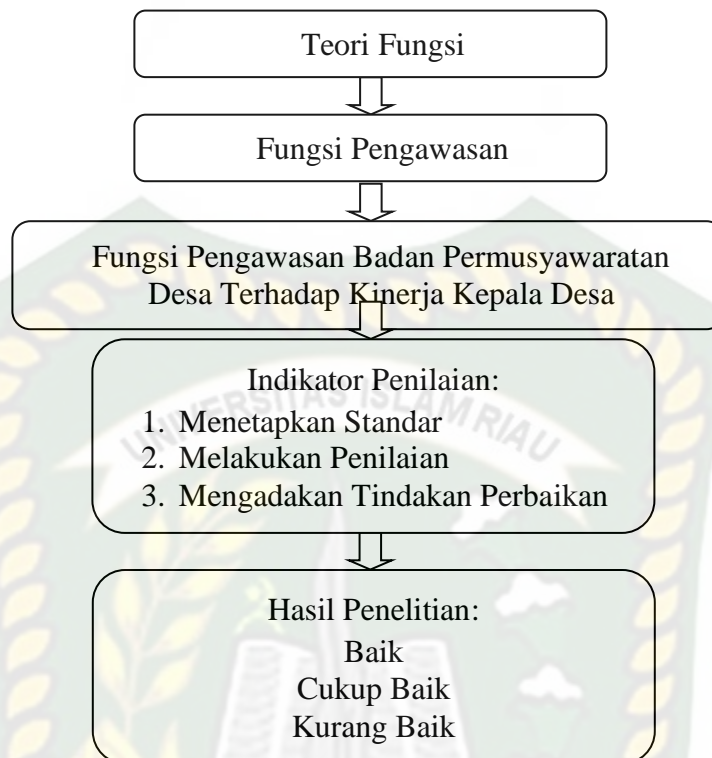 Teori Fungsi
Fungsi Pengawasan
Fungsi Pengawasan Badan Permusyawaratan
Desa Terhadap Kinerja Kepala Desa
Indikator Penilaian:
UNIVERSITAS ISLAM RIAU
1. Menetapkan Standar
2. Melakukan Penilaian
3. Mengadakan Tindakan Perbaikan
Hasil Penelitian:
Baik
Cukup Baik
Kurang Baik